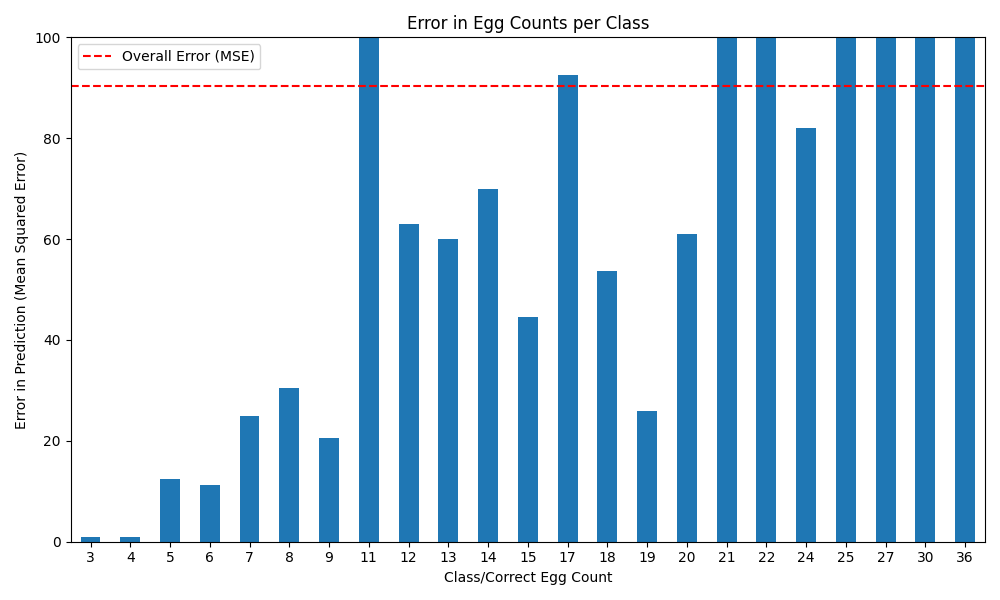 Error in Egg Counts per Class
Overall Error (MSE)
Error in Prediction (Mean Squared Error)
100
80
60
40
20
0
3 4 5 6 7 8 9 11 12 13 14 15 17 18 19 20 21 22 24 25 27 30 36
Class/Correct Egg Count